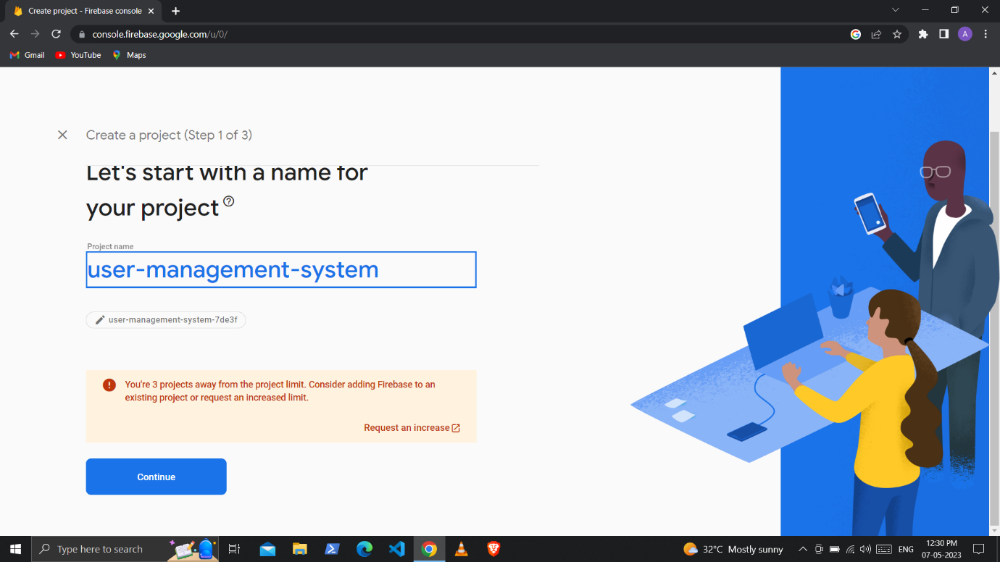 Create project - Firebase console
console.firebase.google.com/u/0/
A
Gmail
YouTube
Maps
Create a project (Step 1 of 3)
Let's start with a name for
your project
Project name
user-management-system
user-management-system-7de3f
You're 3 projects away from the project limit. Consider adding Firebase to an
existing project or request an increased limit.
Request an increase
Continue
Type here to search
32°C Mostly sunny
ENG
12:30 PM
07-05-2023